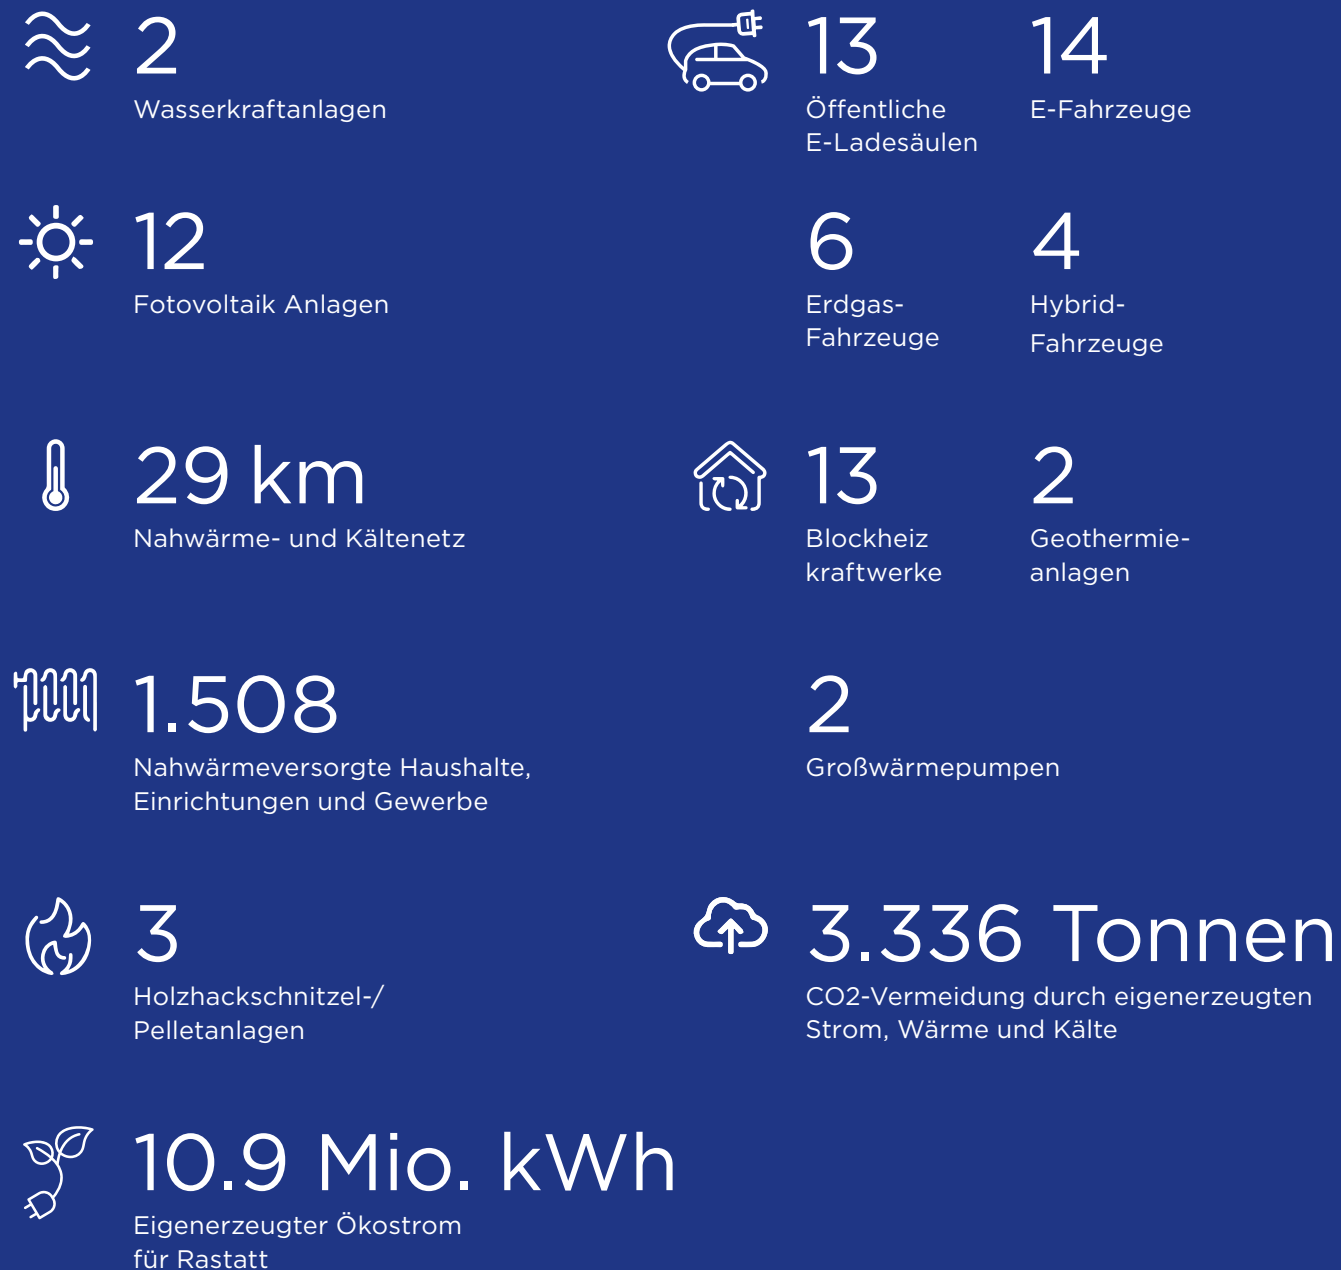 2
Wasserkraftanlagen
13
Öffentliche
E-Ladesäulen
14
E-Fahrzeuge
12
Fotovoltaik Anlagen
6
Erdgas-
Fahrzeuge
4
Hybrid-
Fahrzeuge
29 km
Nahwärme- und Kältenetz
13
Blockheiz
kraftwerke
2
Geothermie-
anlagen
1.508
Nahwärmeversorgte Haushalte,
Einrichtungen und Gewerbe
2
Großwärmepumpen
3
Holzhackschnitzel-/
Pelletanlagen
3.336 Tonnen
CO2-Vermeidung durch eigenerzeugten
Strom, Wärme und Kälte
10.9 Mio. kWh
Eigenerzeugter Ökostrom
für Rastatt